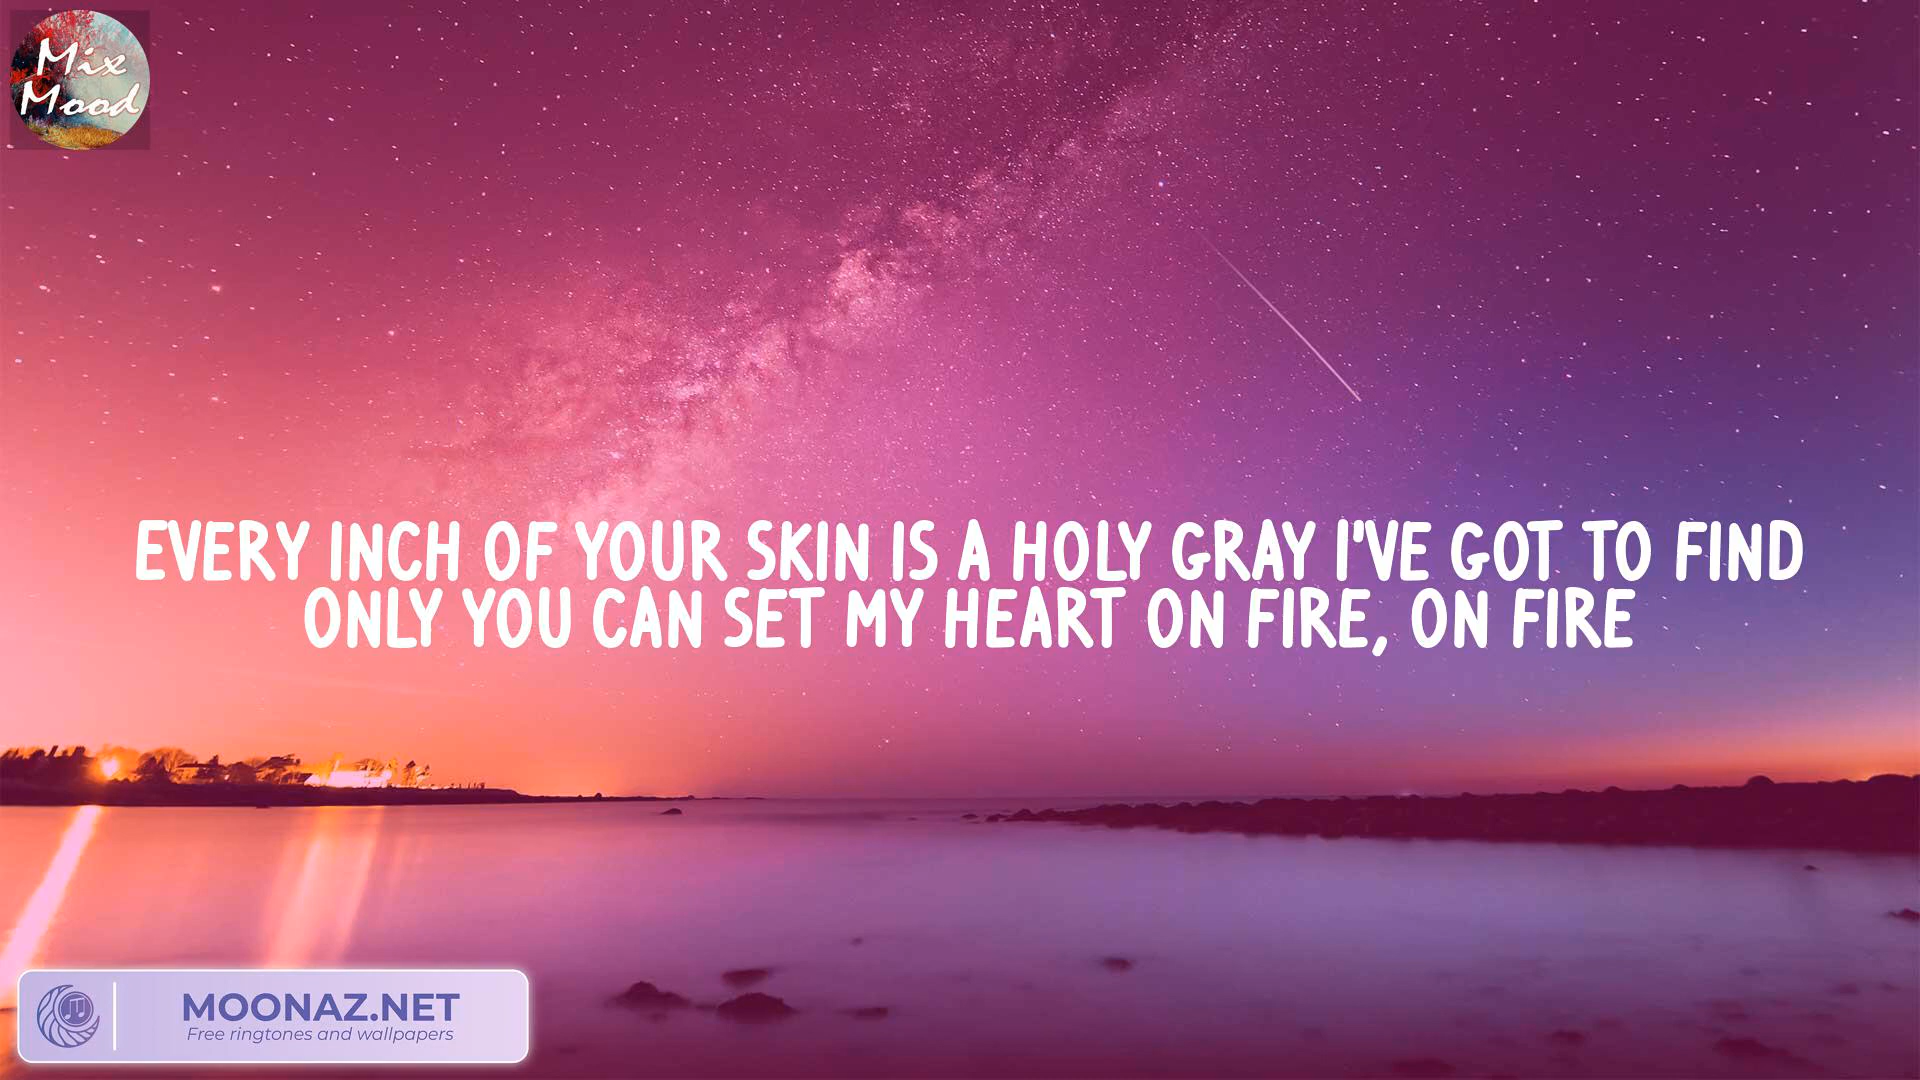 Mix
Mood
EVERY INCH OF YOUR SKIN IS A HOLY GRAY I'VE GOT TO FIND
ONLY YOU CAN SET MY HEART ON FIRE, ON FIRE
MOONAZ.NET
Free ringtones and wallpapers